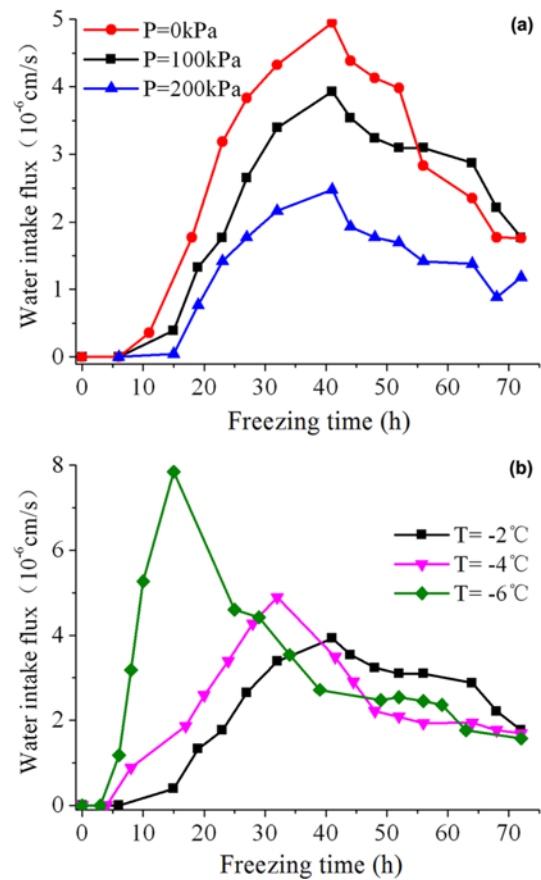 (a)
P=0kPa
P=100kPa
P=200kPa
Water intake flux (10⁻⁶cm/s)
5
4
3
2
1
0
0 10 20 30 40 50 60 70
Freezing time (h)
(b)
T= -2℃
T= -4℃
T= -6℃
Water intake flux (10⁻⁶cm/s)
8
6
4
2
0
0 10 20 30 40 50 60 70
Freezing time (h)